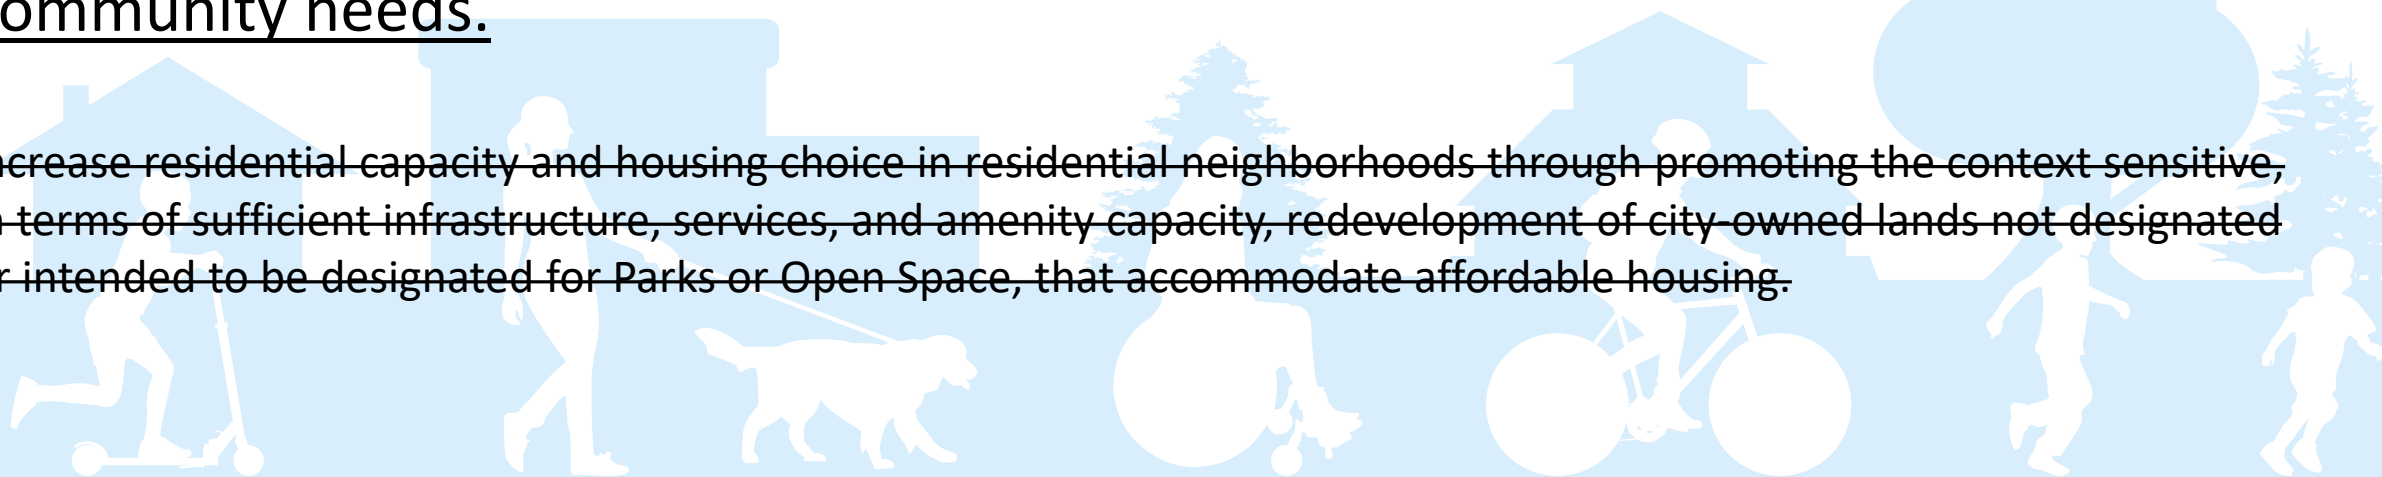 ommunity needs.
ncrease residential capacity and housing choice in residential neighborhoods through promoting the context sensitive,
n terms of sufficient infrastructure, services, and amenity capacity, redevelopment of city-owned lands not designated
r intended to be designated for Parks or Open Space, that accommodate affordable housing.